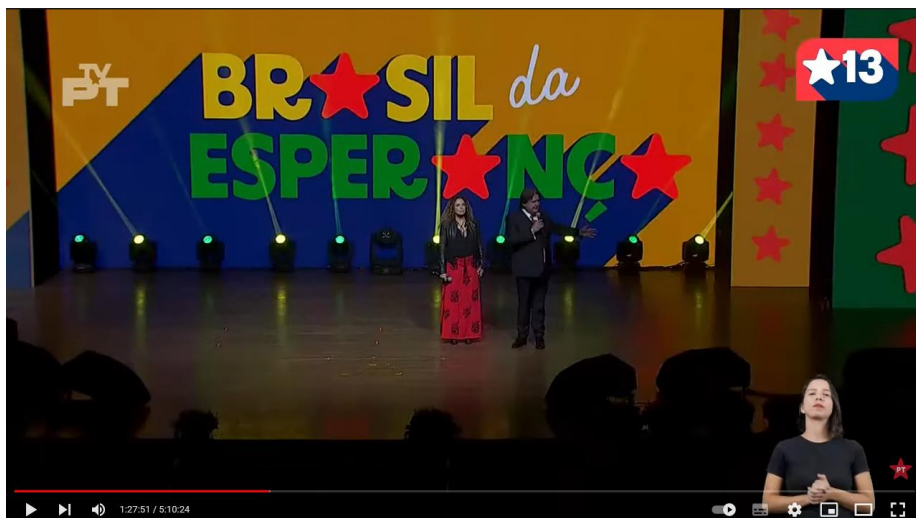 TV
PT
BRASIL da
ESPERANÇA
13
PT
1:27:51 / 5:10:24